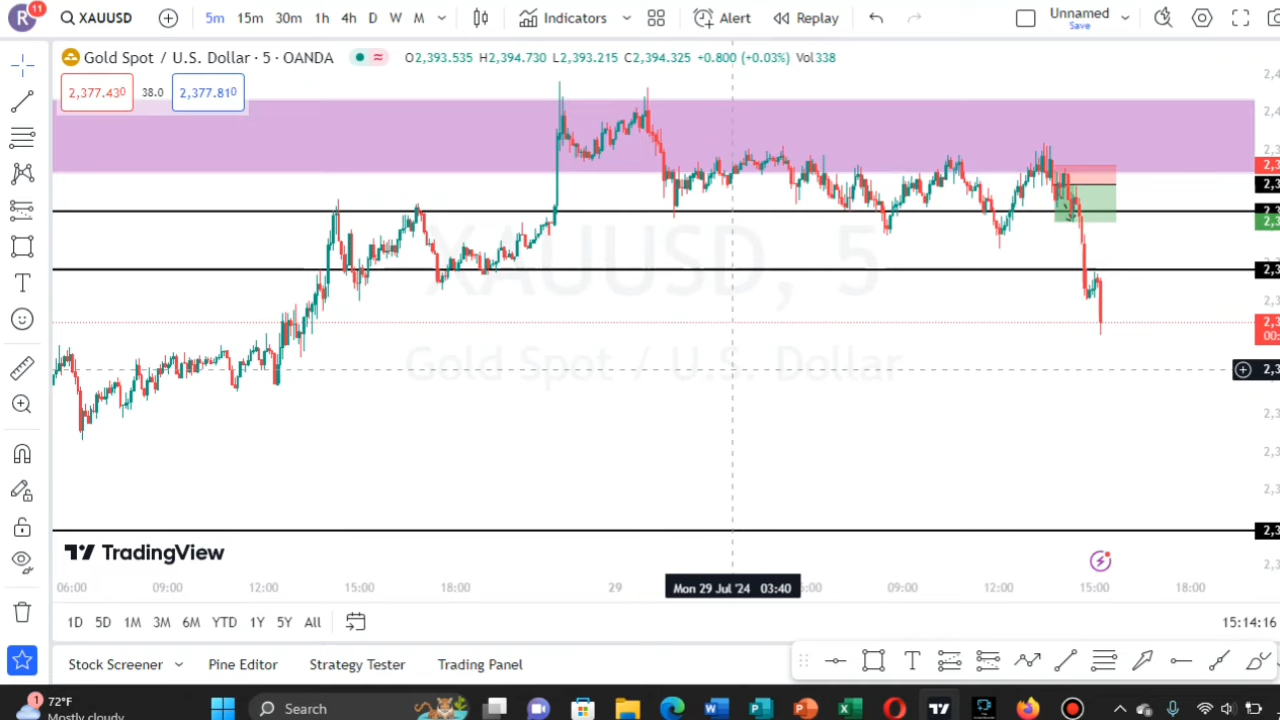 R 11 XAUUSD 5m 15m 30m 1h 4h D W M Indicators Alert Replay Unnamed
Save
Gold Spot / U.S. Dollar · 5 · OANDA O2,393.535 H2,394.730 L2,393.215 C2,394.325 +0.800 (+0.03%) Vol338
2,377.430 38.0 2,377.810
XAUUSD, 5
Gold Spot / U.S. Dollar
00:
TradingView
06:00 09:00 12:00 15:00 18:00 29 Mon 29 Jul '24 03:40 09:00 12:00 15:00 18:00
1D 5D 1M 3M 6M YTD 1Y 5Y All 15:14:16
Stock Screener Pine Editor Strategy Tester Trading Panel
1 72°F
Mostly cloudy
Search